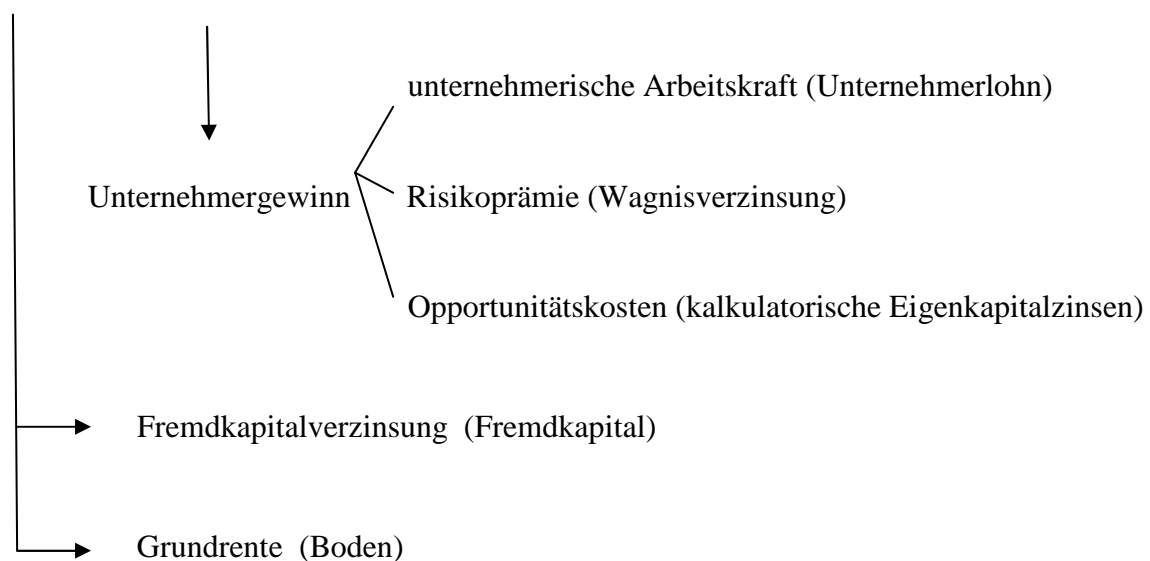 unternehmerische Arbeitskraft (Unternehmerlohn)
Unternehmergewinn Risikoprämie (Wagnisverzinsung)
Opportunitätskosten (kalkulatorische Eigenkapitalzinsen)
Fremdkapitalverzinsung (Fremdkapital)
Grundrente (Boden)